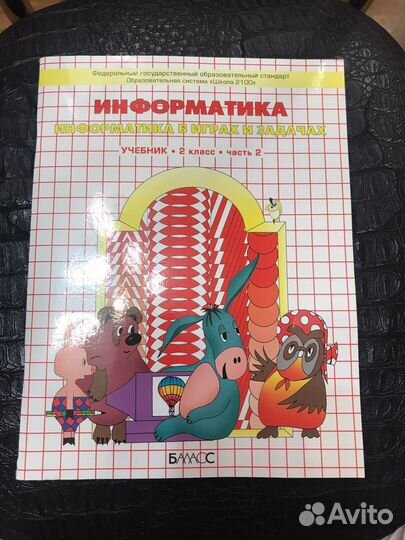 Федеральный государственный образовательный стандарт
Образовательная система «Школа 2100»
ИНФОРМАТИКА
ИНФОРМАТИКА В ИГРАХ И ЗАДАЧАХ
УЧЕБНИК • 2 класс • часть 2
БАЛАСС
Avito